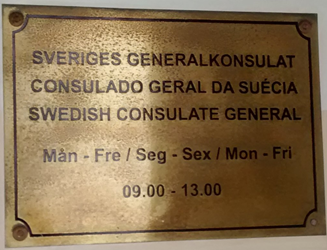 SVERIGES GENERALKONSULAT
CONSULADO GERAL DA SUÉCIA
SWEDISH CONSULATE GENERAL
Mån - Fre / Seg - Sex / Mon - Fri
09.00 - 13.00